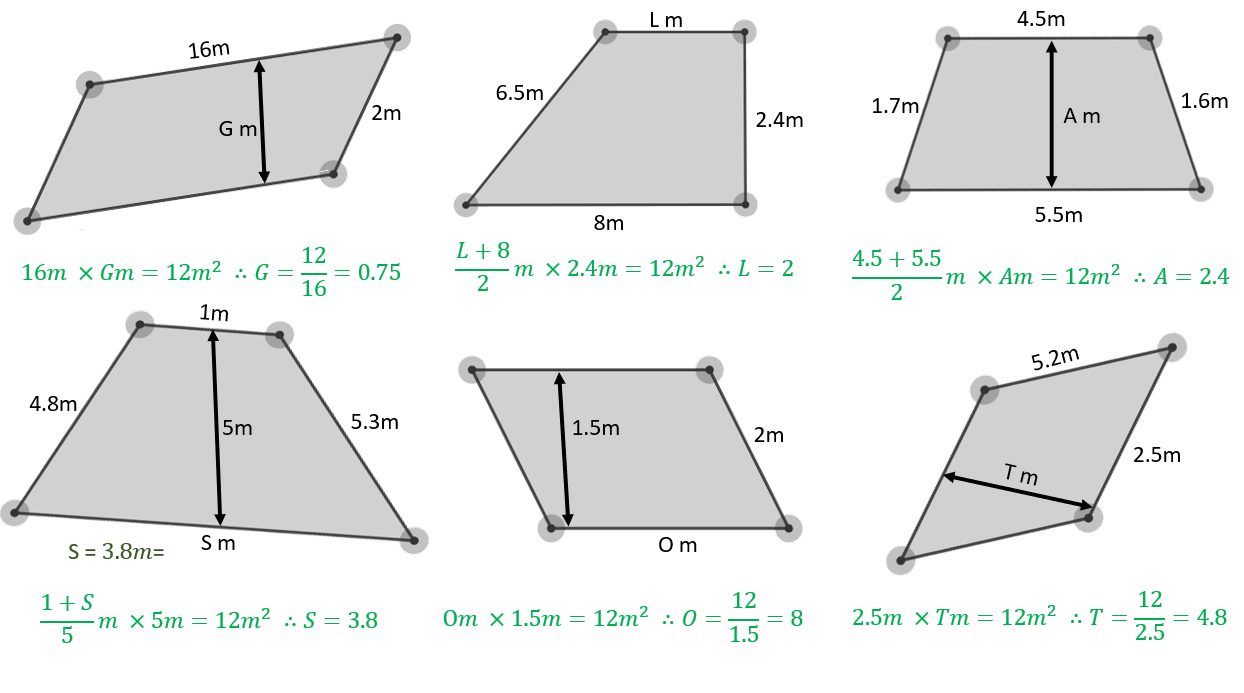 16m
G m
2m
L m
6.5m
2.4m
8m
4.5m
1.7m
A m
1.6m
5.5m
16m × Gm = 12m² ∴ G = 12/16 = 0.75
(L + 8)/2 m × 2.4m = 12m² ∴ L = 2
(4.5 + 5.5)/2 m × Am = 12m² ∴ A = 2.4
1m
4.8m
5m
5.3m
S m
S = 3.8m=
1.5m
2m
O m
5.2m
T m
2.5m
(1 + S)/5 m × 5m = 12m² ∴ S = 3.8
Om × 1.5m = 12m² ∴ O = 12/1.5 = 8
2.5m × Tm = 12m² ∴ T = 12/2.5 = 4.8